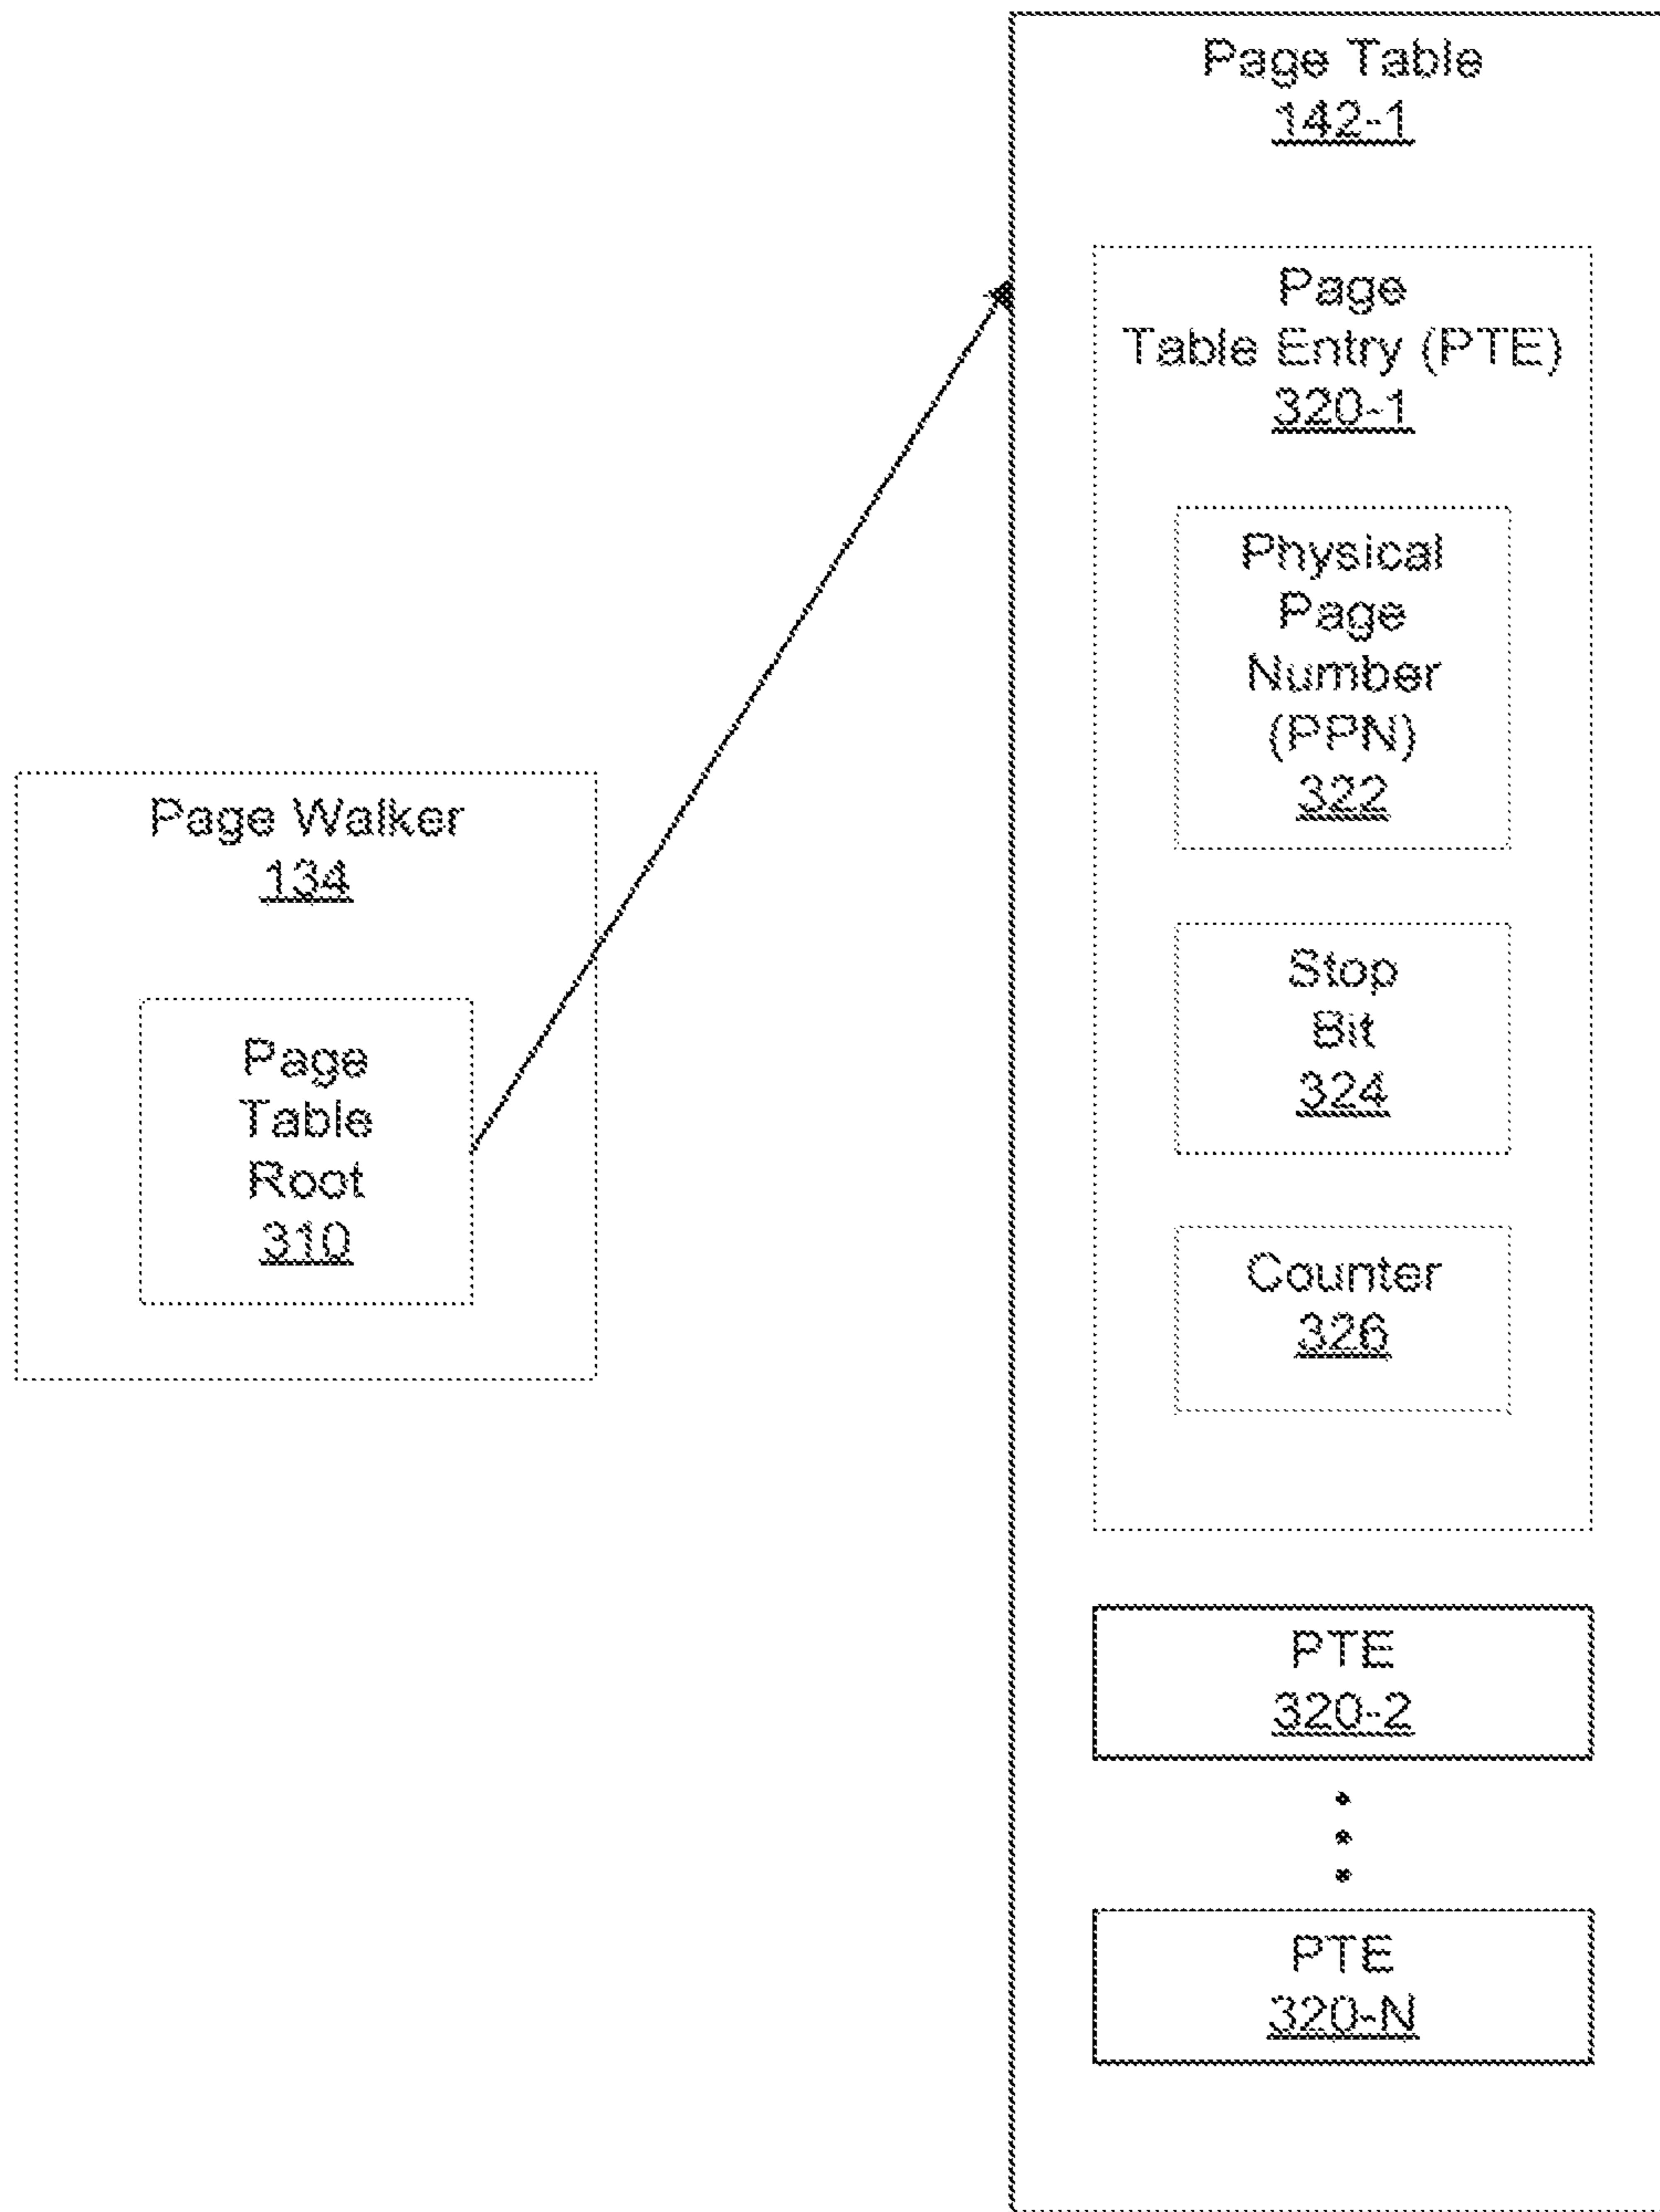 Page Table
142-1
Page
Table Entry (PTE)
320-1
Physical
Page
Number
(PPN)
322
Stop
Bit
324
Counter
326
PTE
320-2
PTE
320-N
Page Walker
134
Page
Table
Root
310